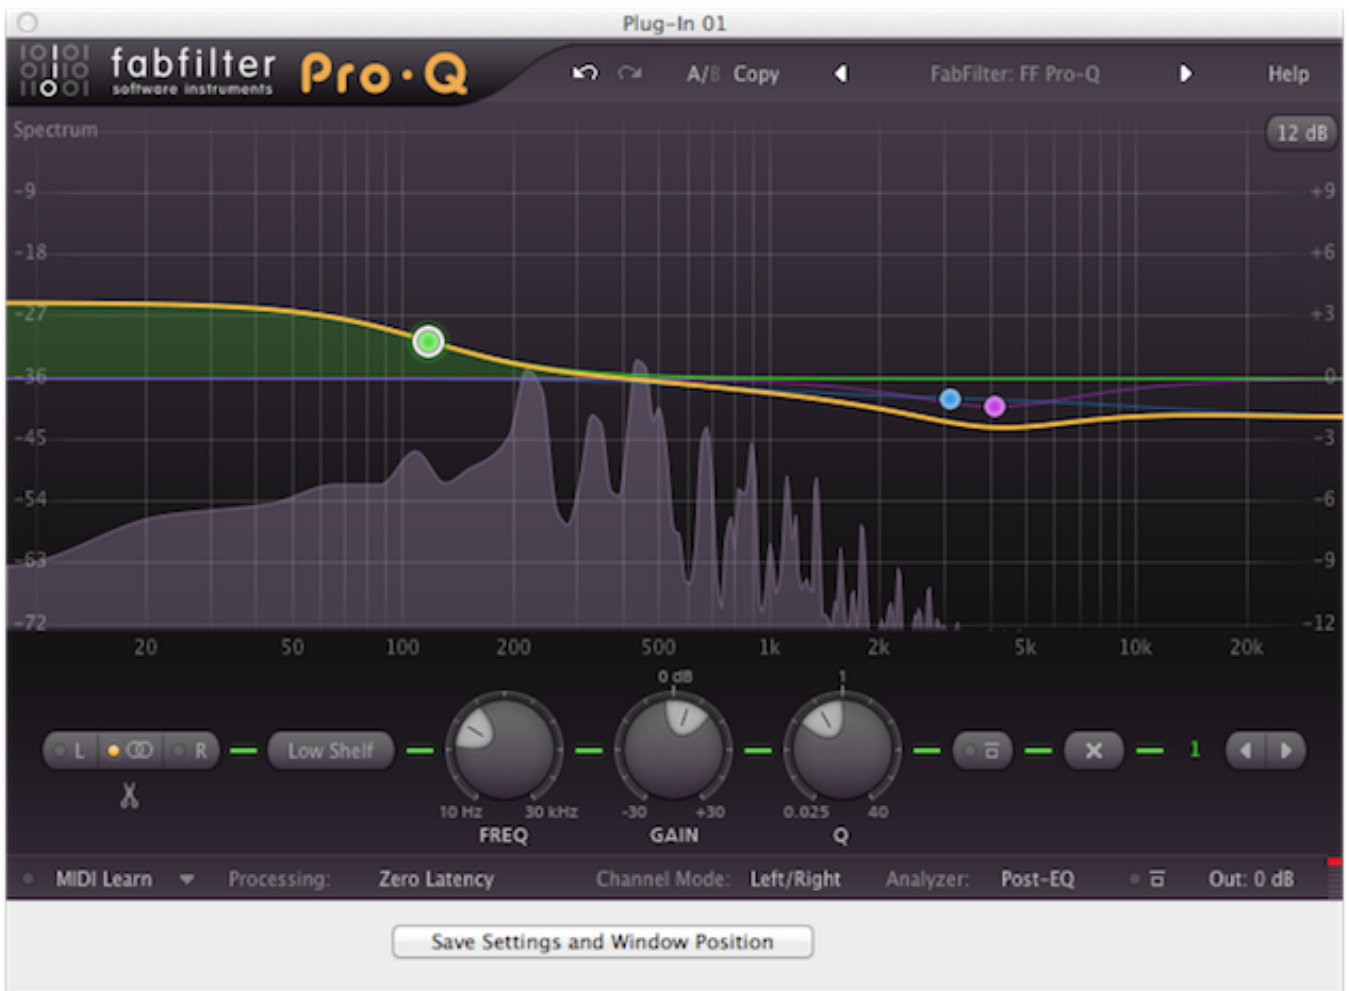 Plug-In 01
fabfilter
software instruments
Pro·Q
A/B Copy
FabFilter: FF Pro-Q
Help
Spectrum
12 dB
-9 +9
-18 +6
-27 +3
-36 0
-45 -3
-54 -6
-63 -9
-72 -12
20 50 100 200 500 1k 2k 5k 10k 20k
0 dB 1
L R Low Shelf 1
10 Hz 30 kHz -30 +30 0.025 40
FREQ GAIN Q
MIDI Learn Processing: Zero Latency Channel Mode: Left/Right Analyzer: Post-EQ Out: 0 dB
Save Settings and Window Position